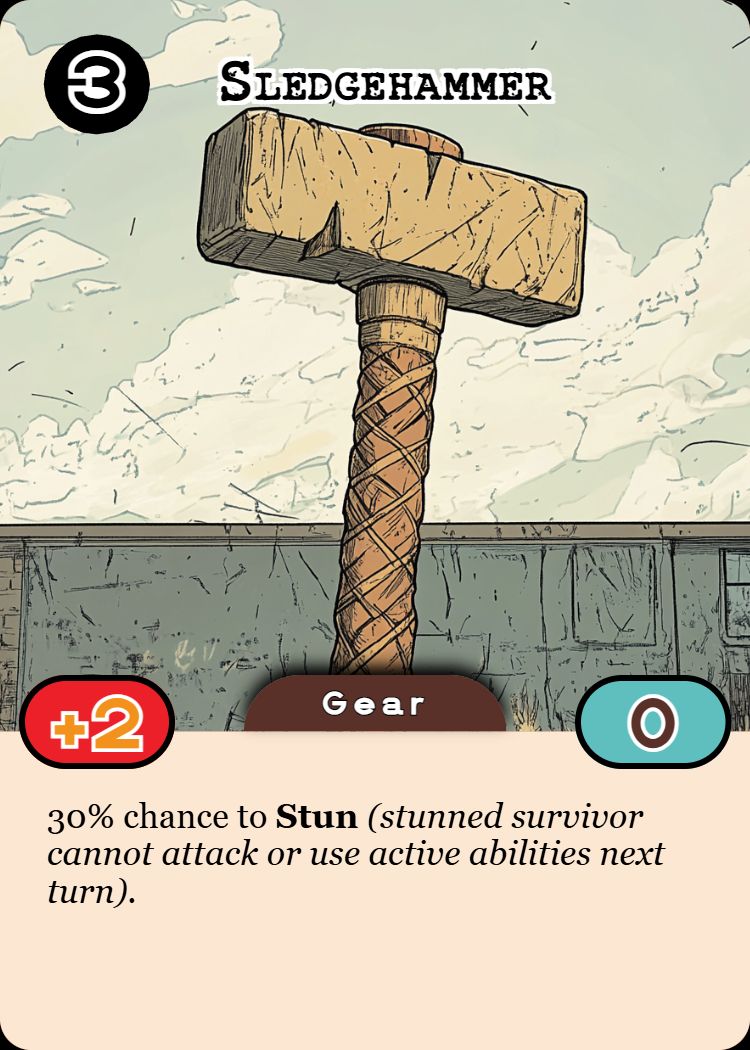 3
Sledgehammer
+2
Gear
0
30% chance to Stun (stunned survivor
cannot attack or use active abilities next
turn).